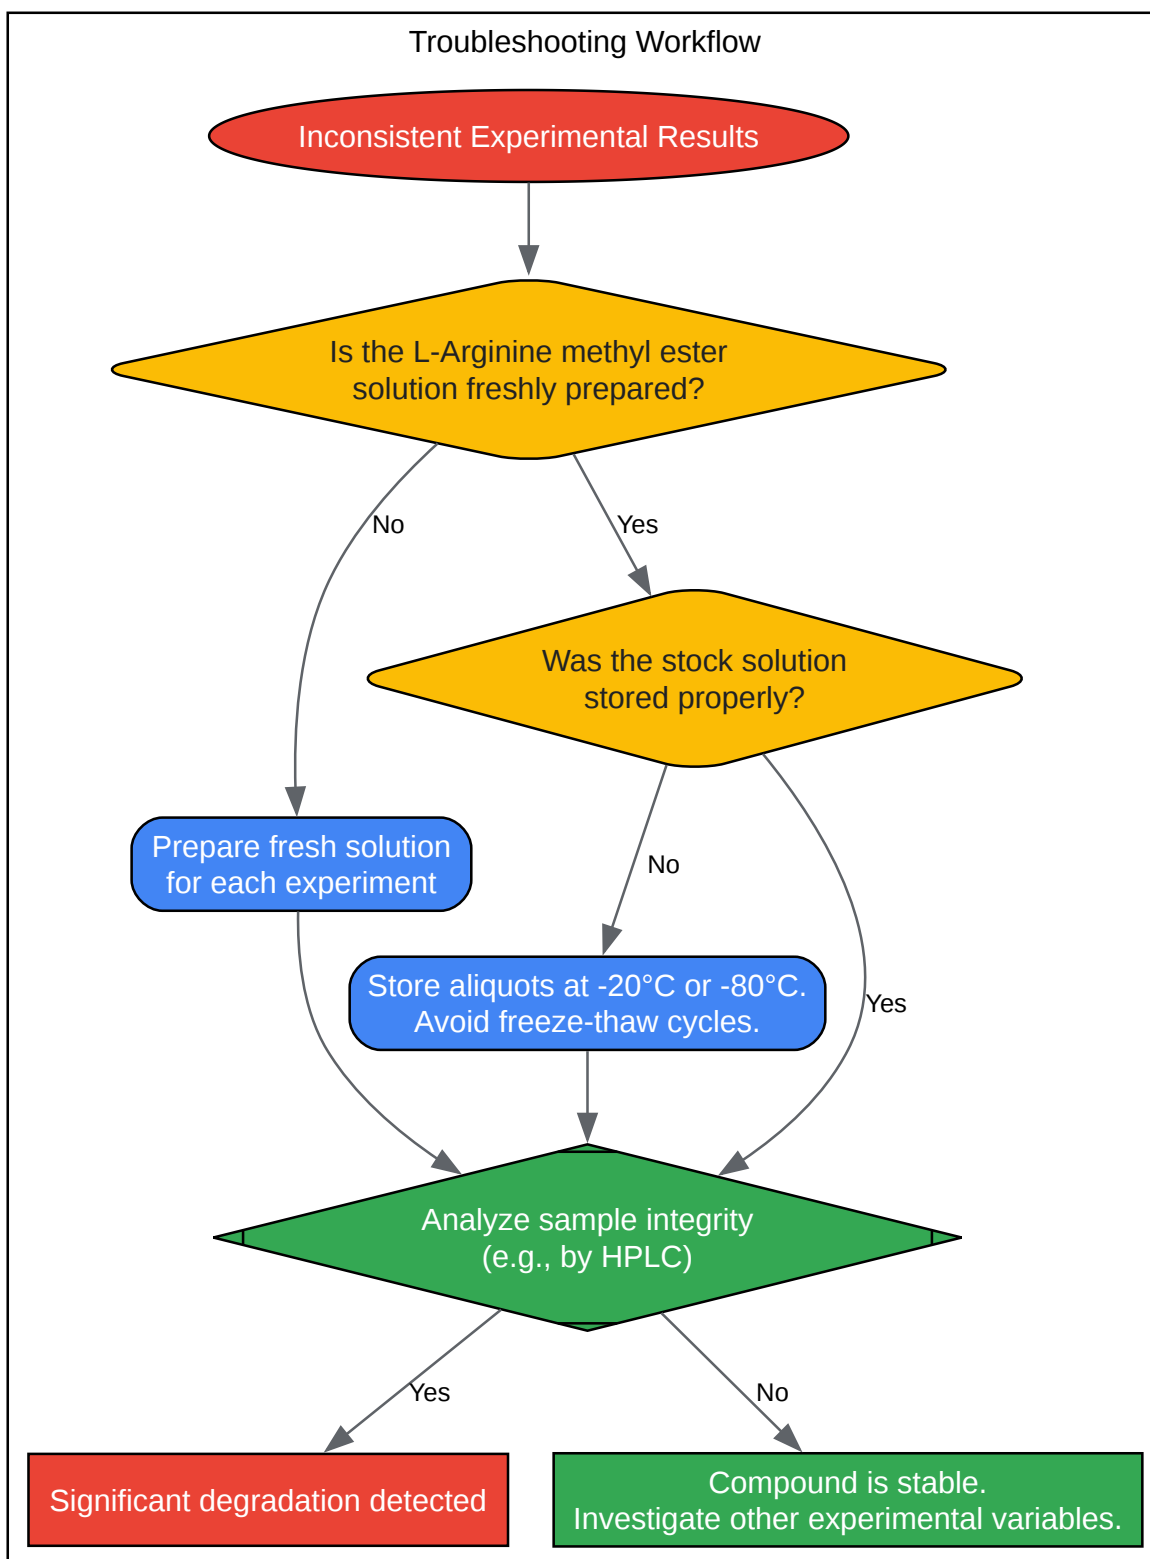 Troubleshooting Workflow
Inconsistent Experimental Results
Is the L-Arginine methyl ester
solution freshly prepared?
No
Yes
Was the stock solution
stored properly?
Prepare fresh solution
for each experiment
No
Store aliquots at -20°C or -80°C.
Avoid freeze-thaw cycles.
Yes
Analyze sample integrity
(e.g., by HPLC)
Yes
No
Significant degradation detected
Compound is stable.
Investigate other experimental variables.